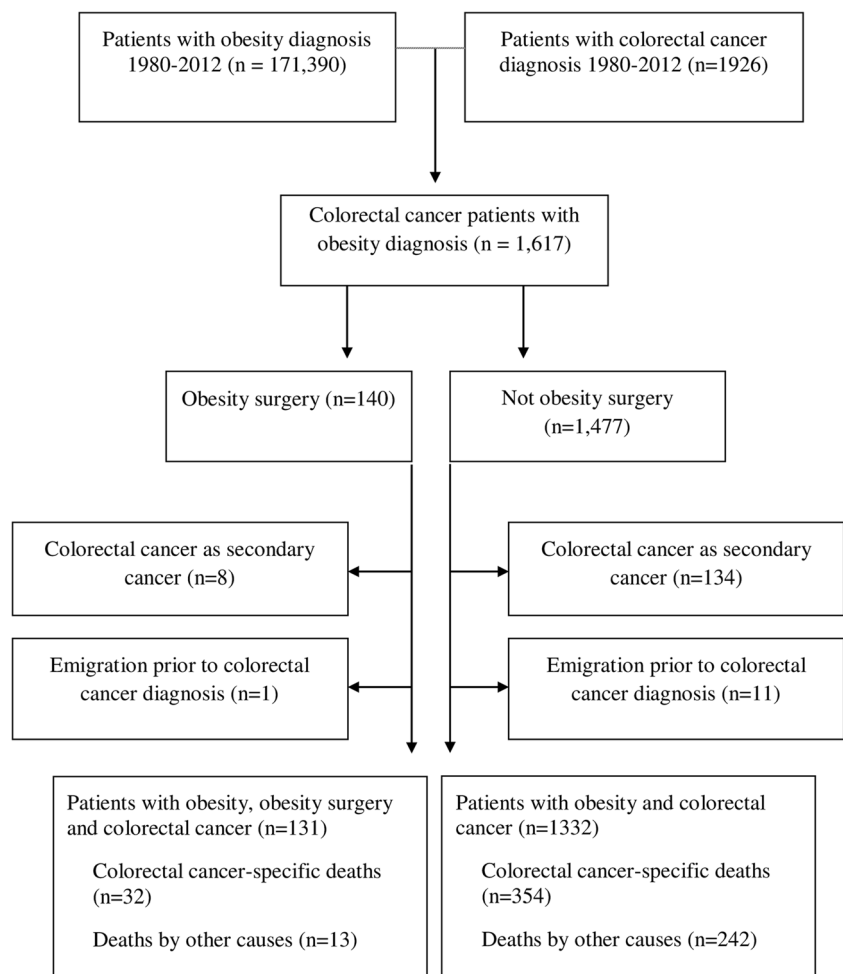 Patients with obesity diagnosis
1980-2012 (n = 171,390)
Patients with colorectal cancer
diagnosis 1980-2012 (n=1926)
Colorectal cancer patients with
obesity diagnosis (n = 1,617)
Obesity surgery (n=140)
Not obesity surgery
(n=1,477)
Colorectal cancer as secondary
cancer (n=8)
Colorectal cancer as secondary
cancer (n=134)
Emigration prior to colorectal
cancer diagnosis (n=1)
Emigration prior to colorectal
cancer diagnosis (n=11)
Patients with obesity, obesity surgery
and colorectal cancer (n=131)
Colorectal cancer-specific deaths
(n=32)
Deaths by other causes (n=13)
Patients with obesity and colorectal
cancer (n=1332)
Colorectal cancer-specific deaths
(n=354)
Deaths by other causes (n=242)